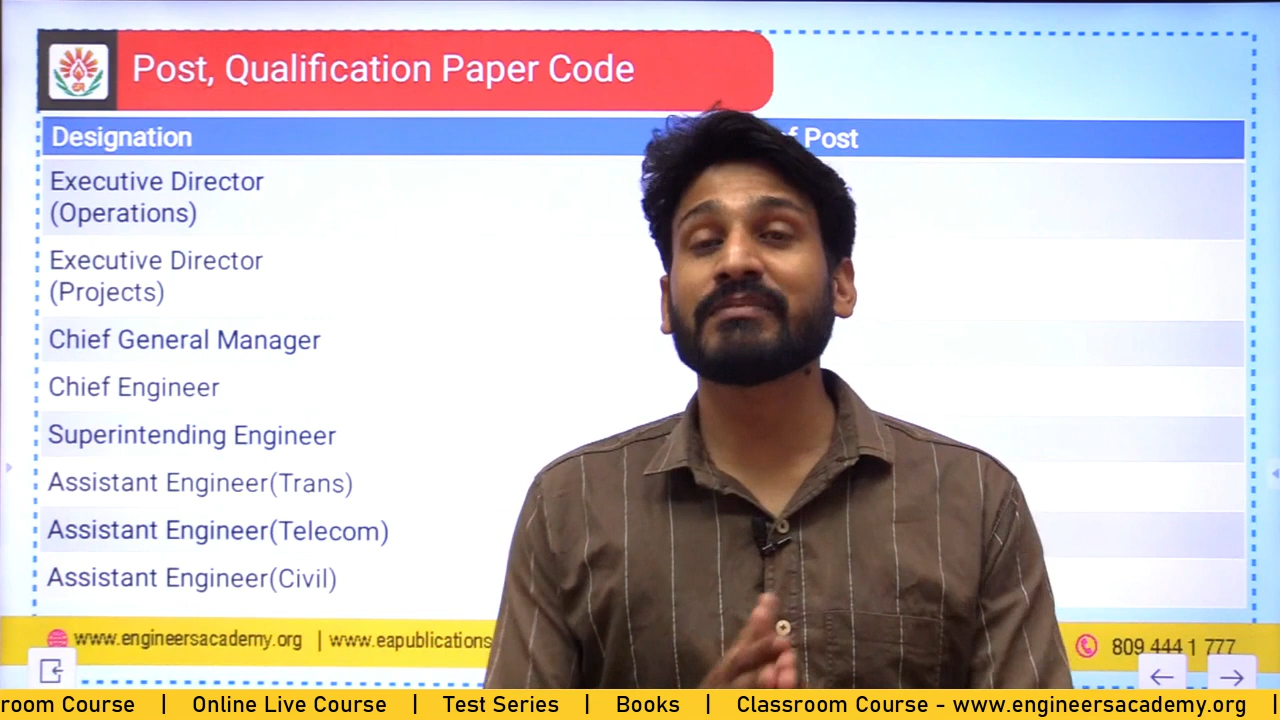 Post, Qualification Paper Code
Designation
of Post
Executive Director
(Operations)
Executive Director
(Projects)
Chief General Manager
Chief Engineer
Superintending Engineer
Assistant Engineer(Trans)
Assistant Engineer(Telecom)
Assistant Engineer(Civil)
www.engineersacademy.org | www.eapublications
809 444 1 777
room Course | Online Live Course | Test Series | Books | Classroom Course - www.engineersacademy.org |